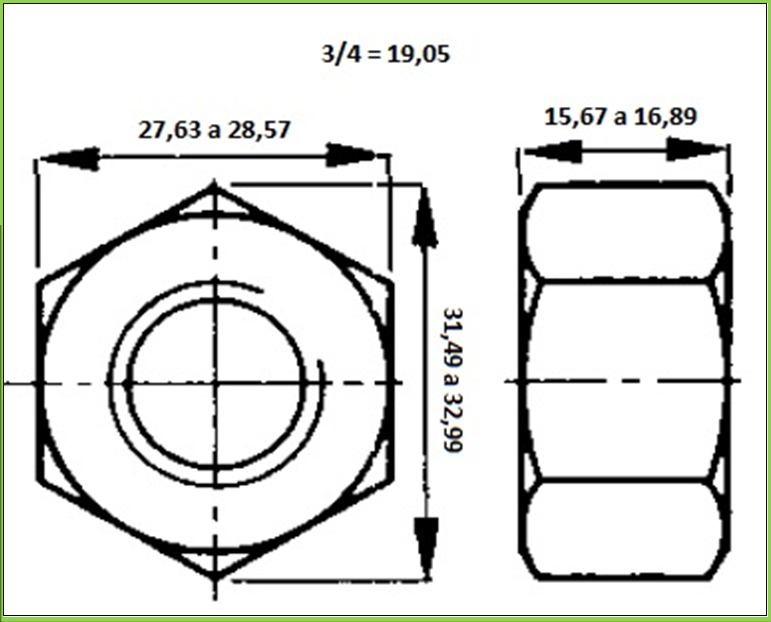 3/4 = 19,05
27,63 a 28,57
15,67 a 16,89
31,49 a 32,99